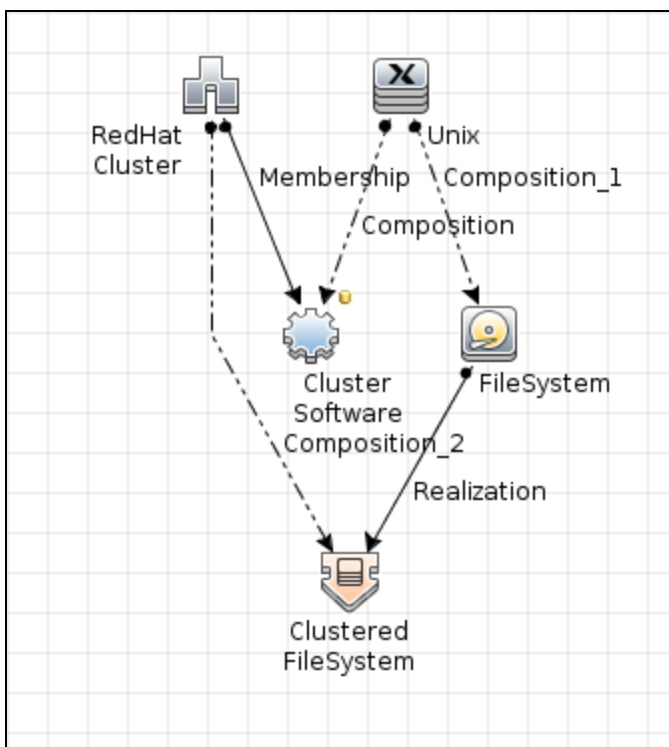 RedHat
Cluster
Unix
Membership
Composition_1
Composition
Cluster
Software
FileSystem
Composition_2
Realization
Clustered
FileSystem